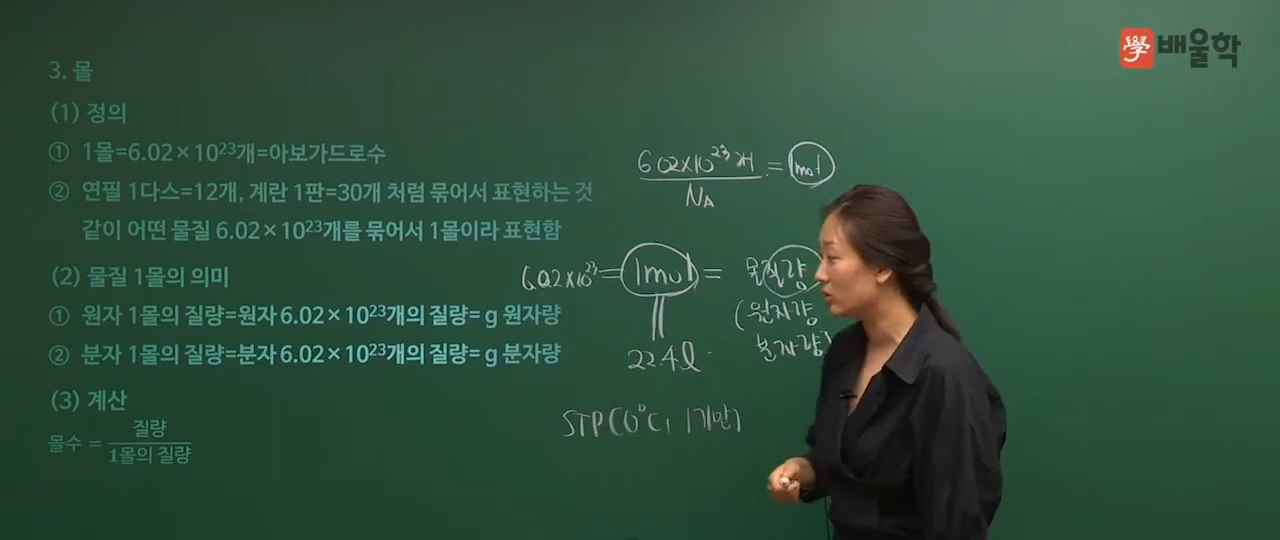 學 배울학
3. 몰
(1) 정의
① 1몰=6.02×10²³개=아보가드로수
② 연필 1다스=12개, 계란 1판=30개 처럼 묶어서 표현하는 것
같이 어떤 물질 6.02×10²³개를 묶어서 1몰이라 표현함
(2) 물질 1몰의 의미
① 원자 1몰의 질량=원자 6.02×10²³개의 질량= g 원자량
② 분자 1몰의 질량=분자 6.02×10²³개의 질량= g 분자량
(3) 계산
몰수 = 질량 / 1몰의 질량
6.02×10²³개 / N_A = 1mol
6.02×10²³ = 1mol = 몰질량
(원자량
분자량)
22.4ℓ
STP(0°C, 1기압)